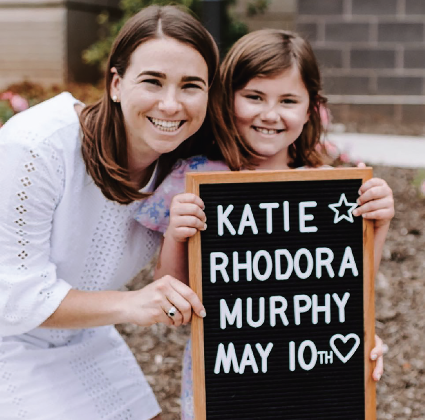 KATIE ☆
RHODORA
MURPHY
MAY 10TH ♡